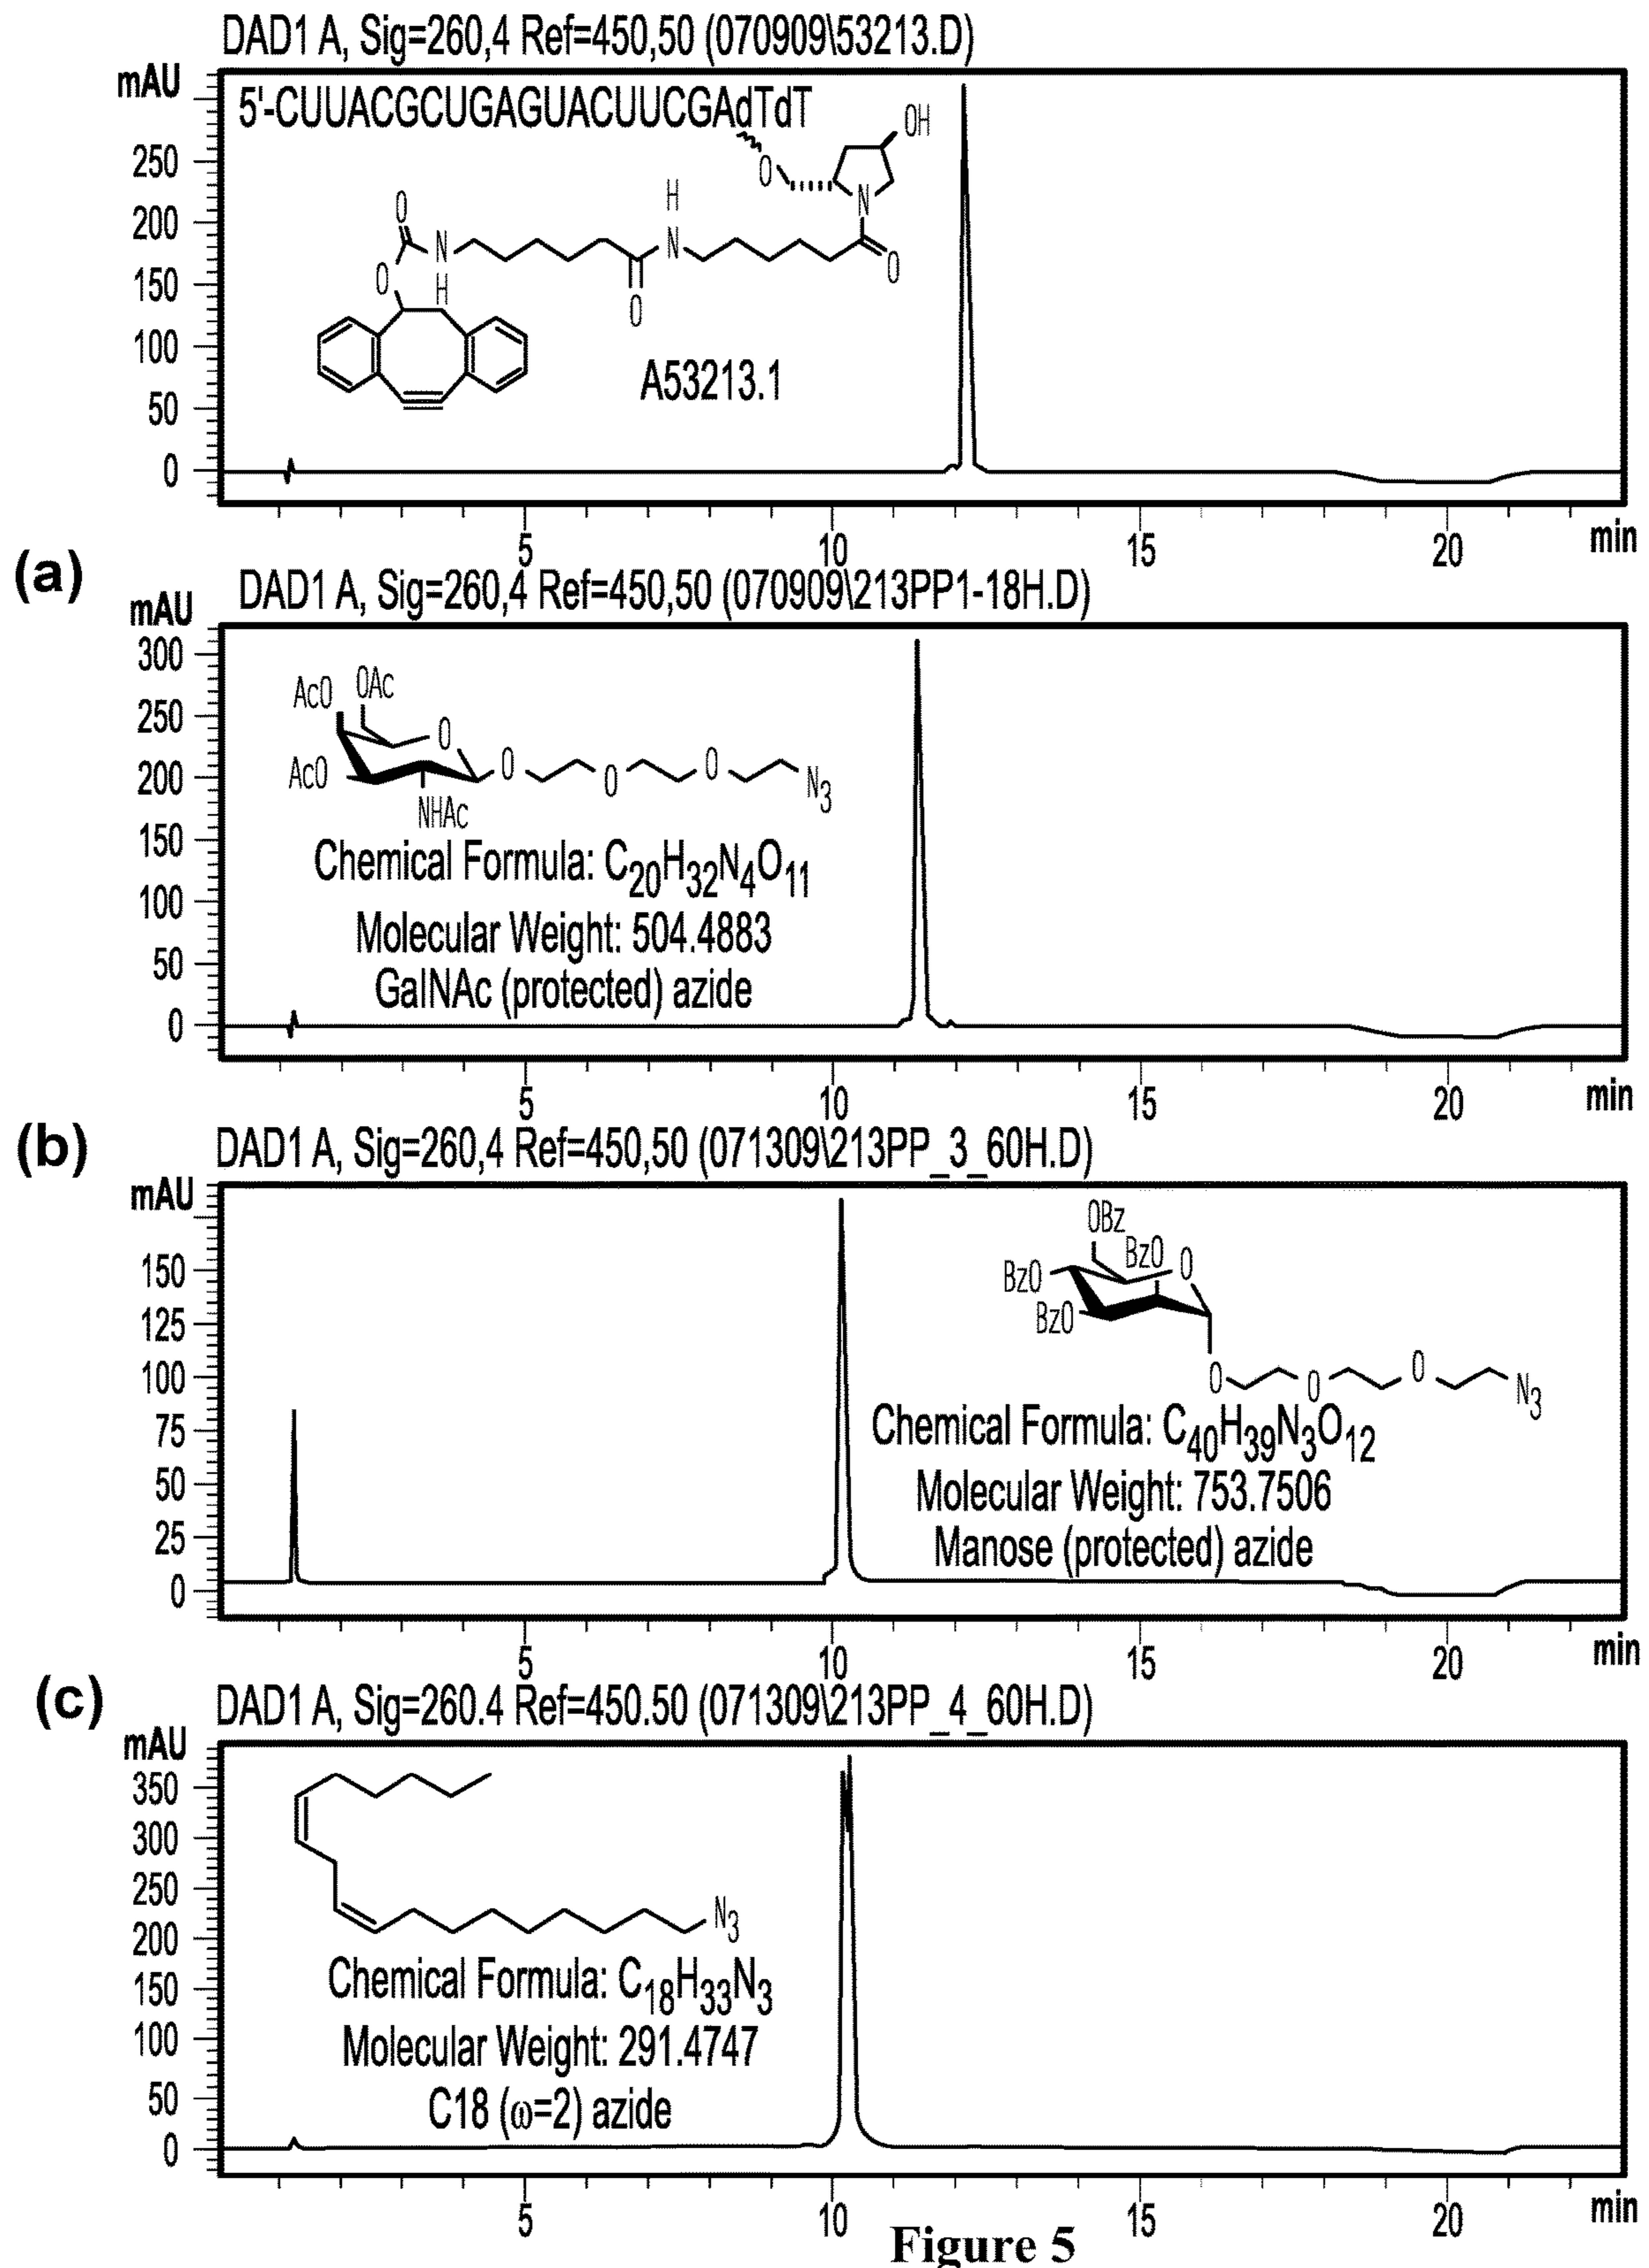 DAD1 A, Sig=260,4 Ref=450,50 (070909\53213.D)
mAU
5'-CUUACGCUGAGUACUUCGAdTdT
OH
O
N
O
H
N
O
O
N
H
O
O
A53213.1
250
200
150
100
50
0
5 10 15 20 min
(a)
DAD1 A, Sig=260,4 Ref=450,50 (070909\213PP1-18H.D)
mAU
300
250
200
150
100
50
0
AcO OAc
O
AcO O O O N3
NHAc
Chemical Formula: C20H32N4O11
Molecular Weight: 504.4883
GalNAc (protected) azide
5 10 15 20 min
(b)
DAD1 A, Sig=260,4 Ref=450,50 (071309\213PP_3_60H.D)
mAU
150
125
100
75
50
25
0
OBz
BzO O
BzO
BzO
O O O N3
Chemical Formula: C40H39N3O12
Molecular Weight: 753.7506
Manose (protected) azide
5 10 15 20 min
(c)
DAD1 A, Sig=260.4 Ref=450.50 (071309\213PP_4_60H.D)
mAU
350
300
250
200
150
100
50
0
N3
Chemical Formula: C18H33N3
Molecular Weight: 291.4747
C18 (ω=2) azide
5 10 15 20 min
Figure 5